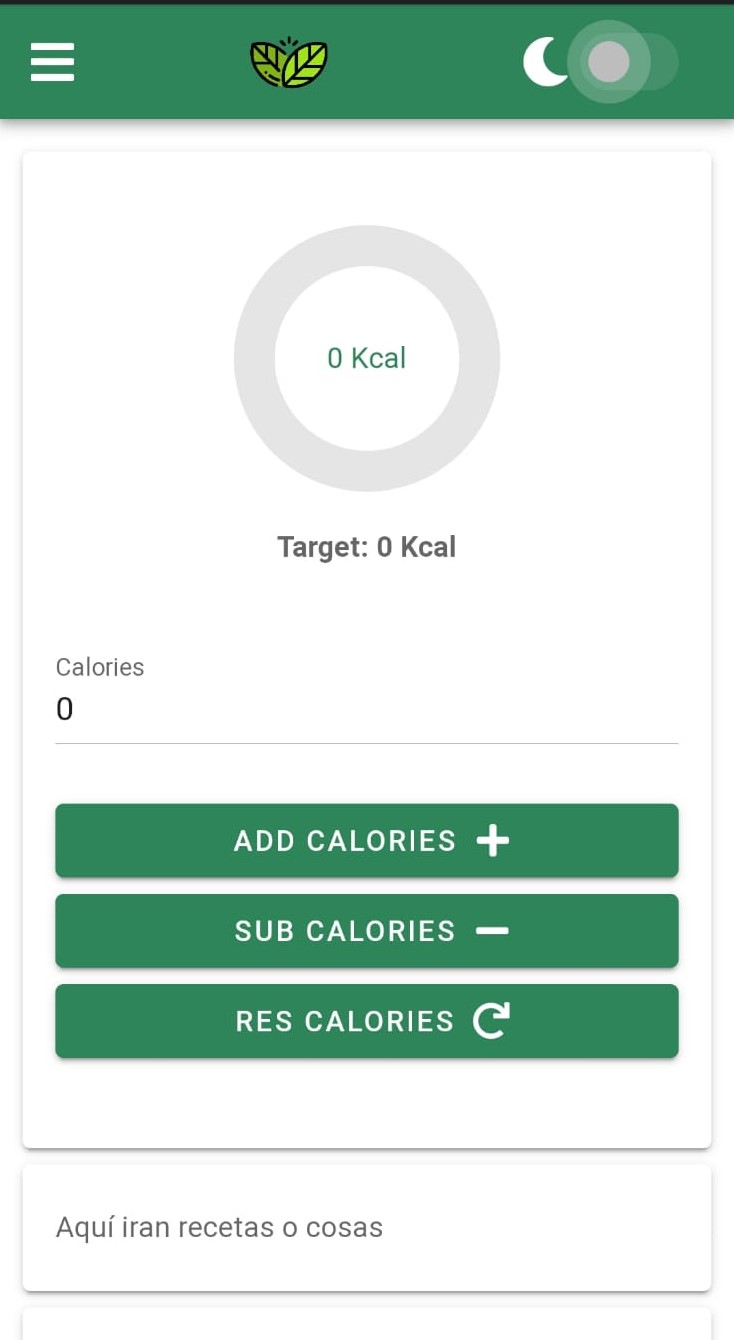 0 Kcal
Target: 0 Kcal
Calories
0
ADD CALORIES
SUB CALORIES
RES CALORIES
Aquí iran recetas o cosas